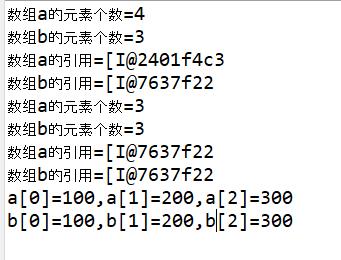 数组a的元素个数=4
数组b的元素个数=3
数组a的引用=[I@2401f4c3
数组b的引用=[I@7637f22
数组a的元素个数=3
数组b的元素个数=3
数组a的引用=[I@7637f22
数组b的引用=[I@7637f22
a[0]=100,a[1]=200,a[2]=300
b[0]=100,b[1]=200,b[2]=300